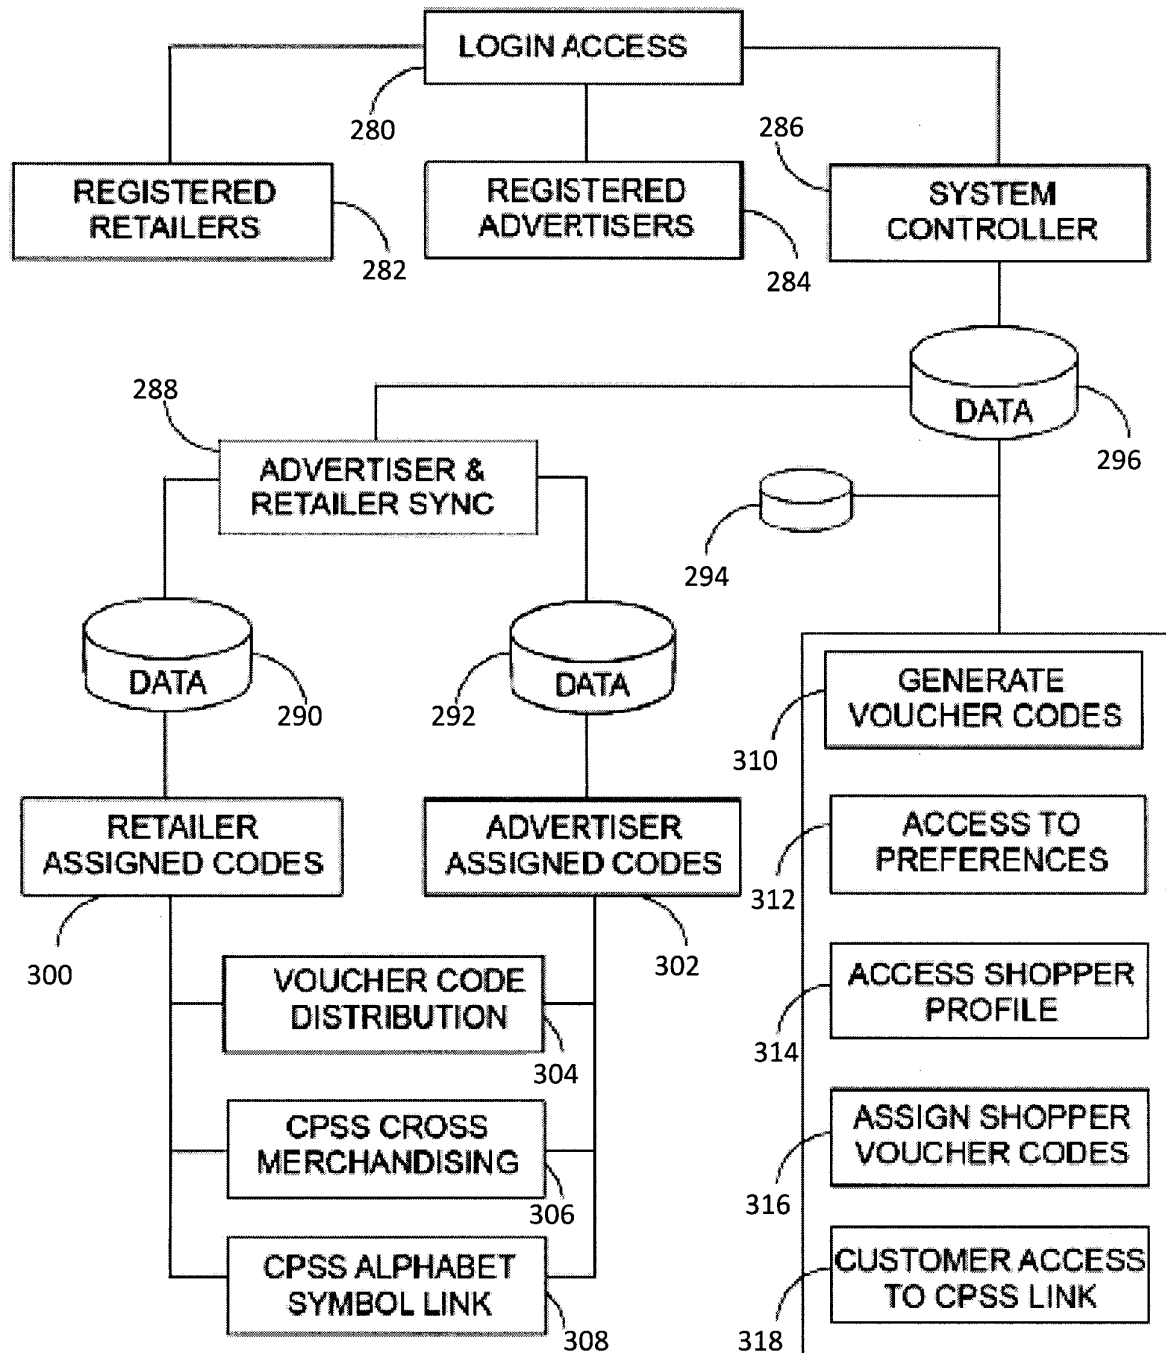 LOGIN ACCESS
280
286
REGISTERED
RETAILERS
282
REGISTERED
ADVERTISERS
284
SYSTEM
CONTROLLER
288
DATA
296
ADVERTISER &
RETAILER SYNC
294
DATA
290
292
DATA
GENERATE
VOUCHER CODES
310
RETAILER
ASSIGNED CODES
300
ADVERTISER
ASSIGNED CODES
302
ACCESS TO
PREFERENCES
312
VOUCHER CODE
DISTRIBUTION
304
ACCESS SHOPPER
PROFILE
314
CPSS CROSS
MERCHANDISING
306
ASSIGN SHOPPER
VOUCHER CODES
316
CPSS ALPHABET
SYMBOL LINK
308
CUSTOMER ACCESS
TO CPSS LINK
318